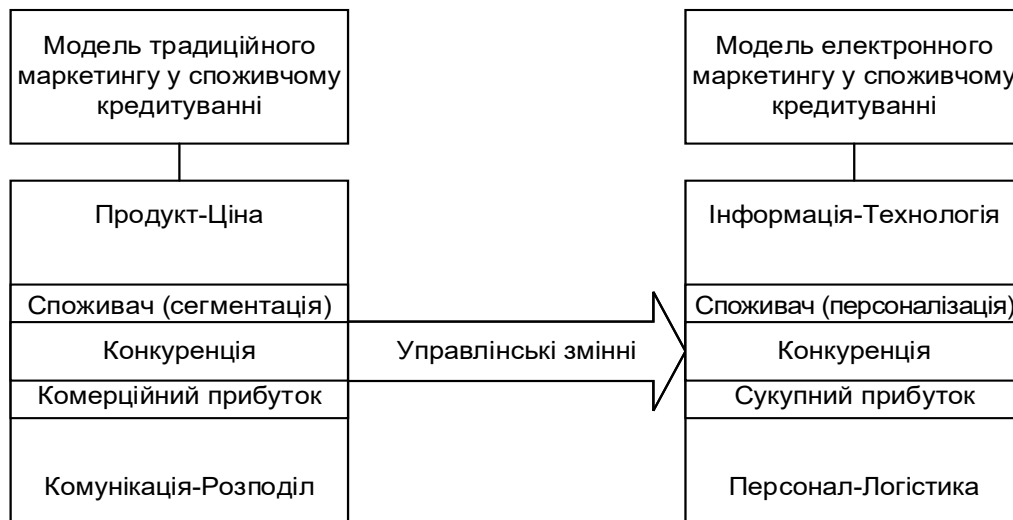 Модель традиційного
маркетингу у споживчому
кредитуванні
Продукт-Ціна
Споживач (сегментація)
Конкуренція
Комерційний прибуток
Комунікація-Розподіл
Управлінські змінні
Модель електронного
маркетингу у споживчому
кредитуванні
Інформація-Технологія
Споживач (персоналізація)
Конкуренція
Сукупний прибуток
Персонал-Логістика